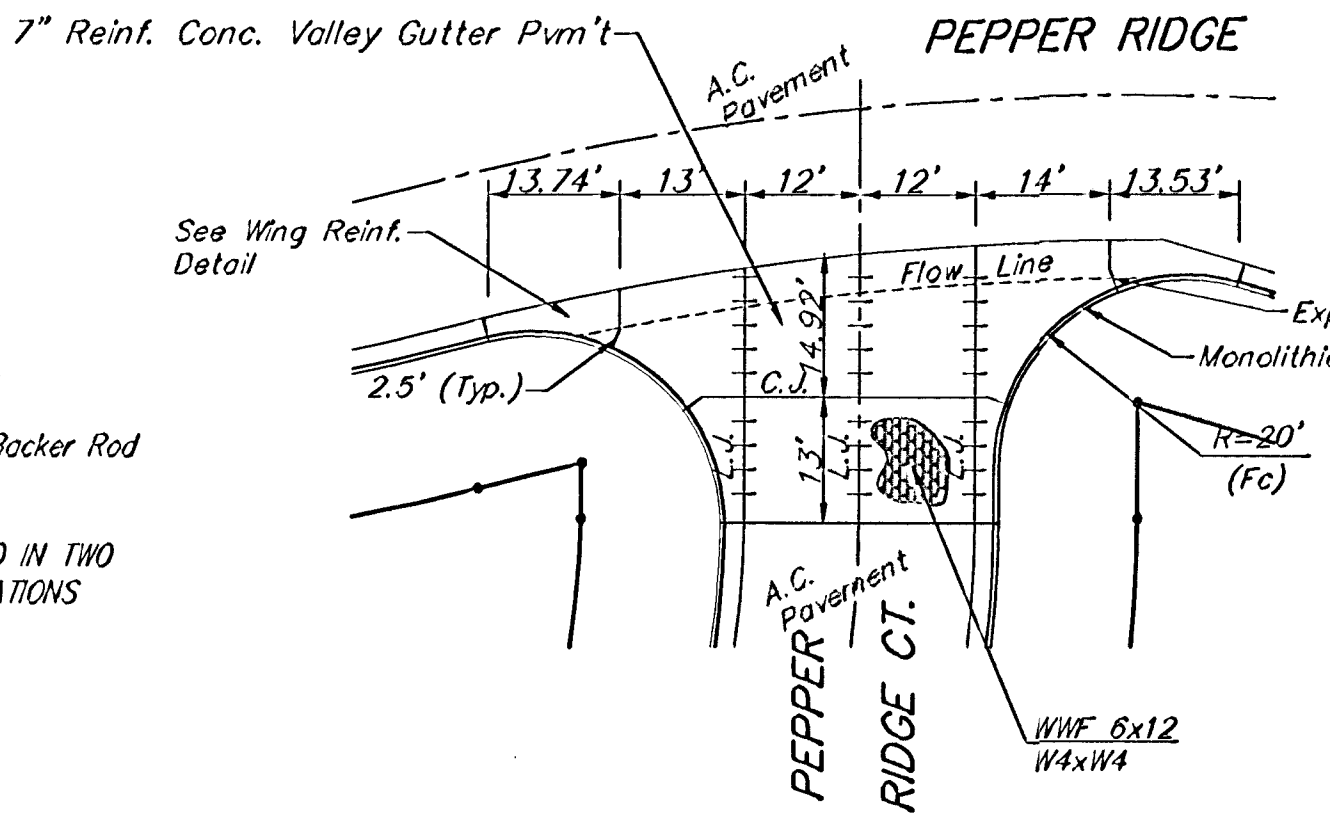 7" Reinf. Conc. Valley Gutter Pvm't
PEPPER RIDGE
A.C.
Pavement
13.74'
13'
12'
12'
14'
13.53'
See Wing Reinf.
Detail
Flow Line
14.92'
2.5' (Typ.)
C.J.
Monolithic
Backer Rod
L.J.
13'
L.J.
L.J.
R=20'
(Fc)
IN TWO
A.C.
Pavement
PEPPER
RIDGE CT.
WWF 6x12
W4xW4